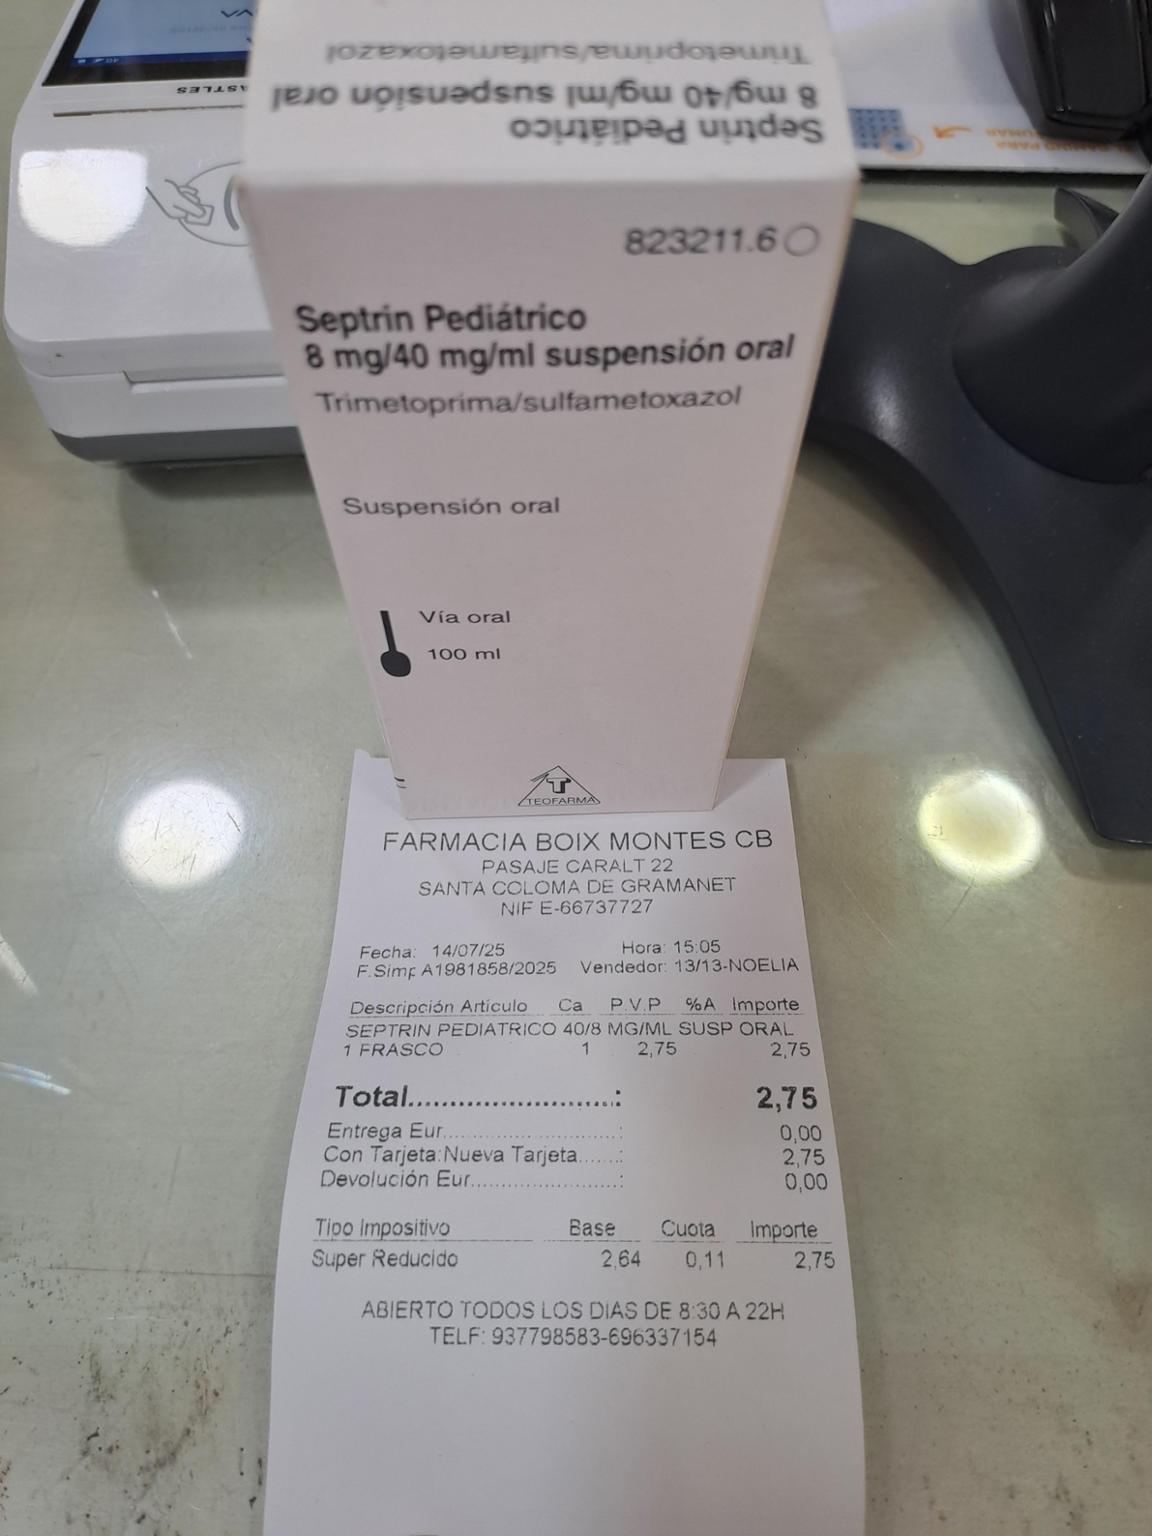 ASTLES
Trimetoprima/sulfametoxazol
8 mg/40 mg/ml suspensión oral
Septrin Pediátrico
823211.6
Septrin Pediátrico
8 mg/40 mg/ml suspensión oral
Trimetoprima/sulfametoxazol
Suspensión oral
Vía oral
100 ml
TEOFARMA
FARMACIA BOIX MONTES CB
PASAJE CARALT 22
SANTA COLOMA DE GRAMANET
NIF E-66737727
Fecha: 14/07/25 Hora: 15:05
F.Simp A1981858/2025 Vendedor: 13/13-NOELIA
Descripción Artículo Ca P.V.P %A Importe
SEPTRIN PEDIATRICO 40/8 MG/ML SUSP ORAL
1 FRASCO 1 2,75 2,75
Total..........................: 2,75
Entrega Eur..........................: 0,00
Con Tarjeta:Nueva Tarjeta......: 2,75
Devolución Eur......................: 0,00
Tipo Impositivo Base Cuota Importe
Super Reducido 2,64 0,11 2,75
ABIERTO TODOS LOS DIAS DE 8:30 A 22H
TELF: 937798583-696337154